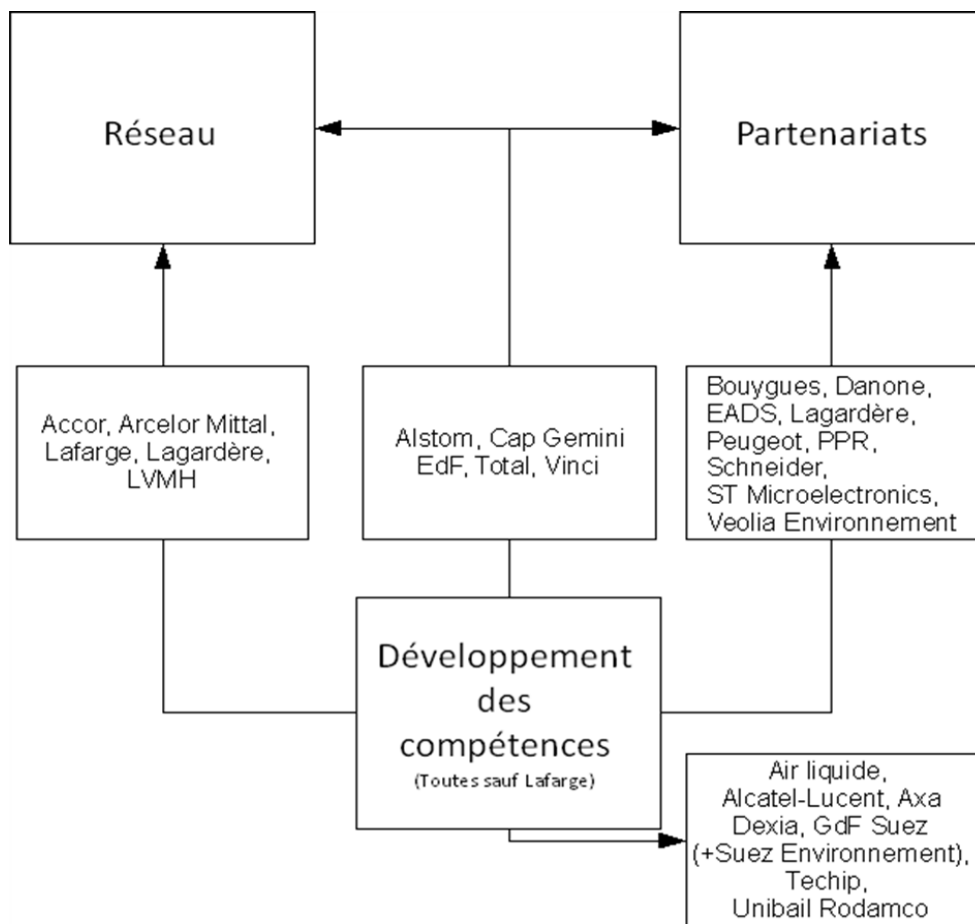 Réseau
Partenariats
Accor, Arcelor Mittal,
Lafarge, Lagardère,
LVMH
Alstom, Cap Gemini
EdF, Total, Vinci
Bouygues, Danone,
EADS, Lagardère,
Peugeot, PPR,
Schneider,
ST Microelectronics,
Veolia Environnement
Développement
des
compétences
(Toutes sauf Lafarge)
Air liquide,
Alcatel-Lucent, Axa
Dexia, GdF Suez
(+Suez Environnement),
Techip,
Unibail Rodamco